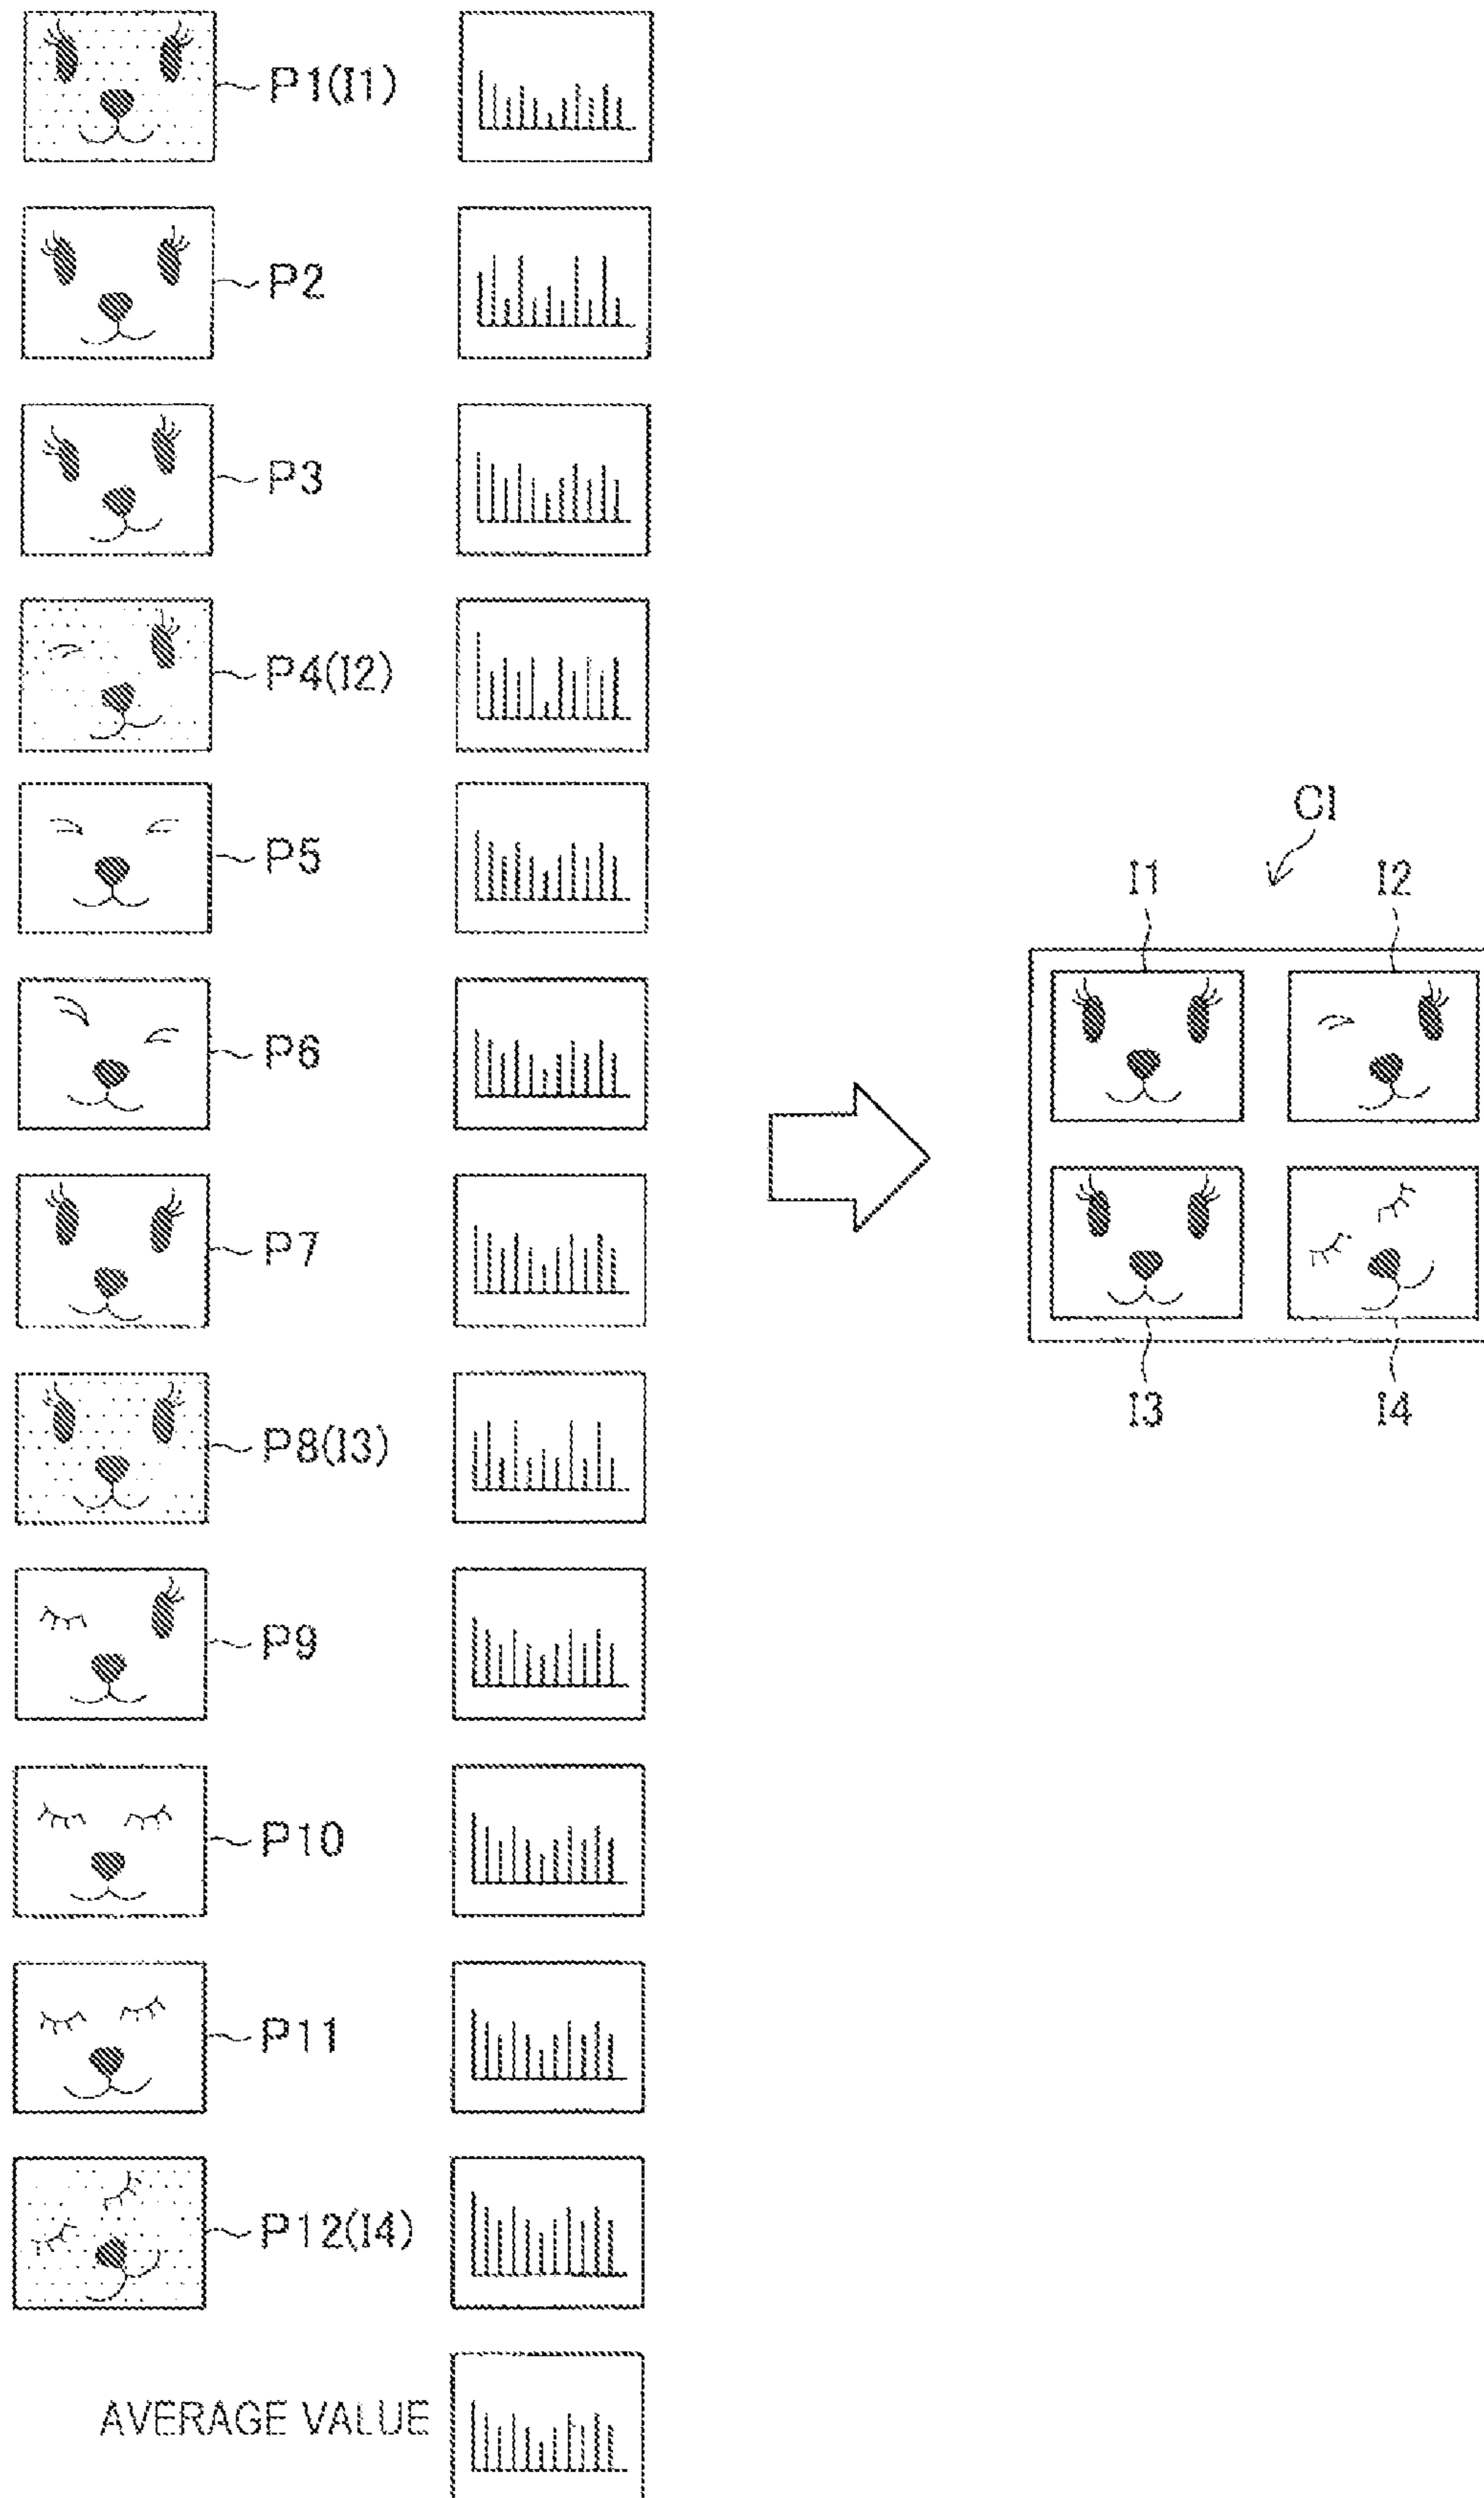 P1(I1)
P2
P3
P4(I2)
P5
P6
P7
P8(I3)
P9
P10
P11
P12(I4)
AVERAGE VALUE
CI
I1 I2
I3 I4